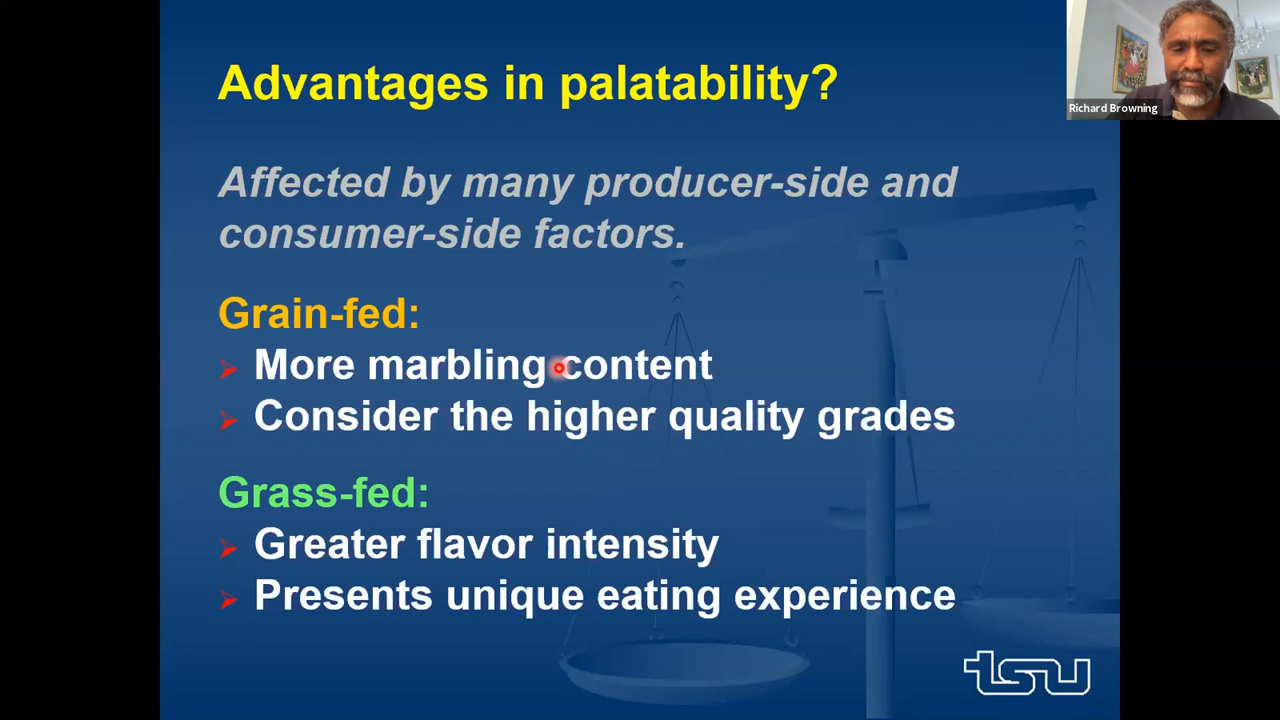 Advantages in palatability?
Richard Browning
Affected by many producer-side and
consumer-side factors.
Grain-fed:
More marbling content
Consider the higher quality grades
Grass-fed:
Greater flavor intensity
Presents unique eating experience
tsu